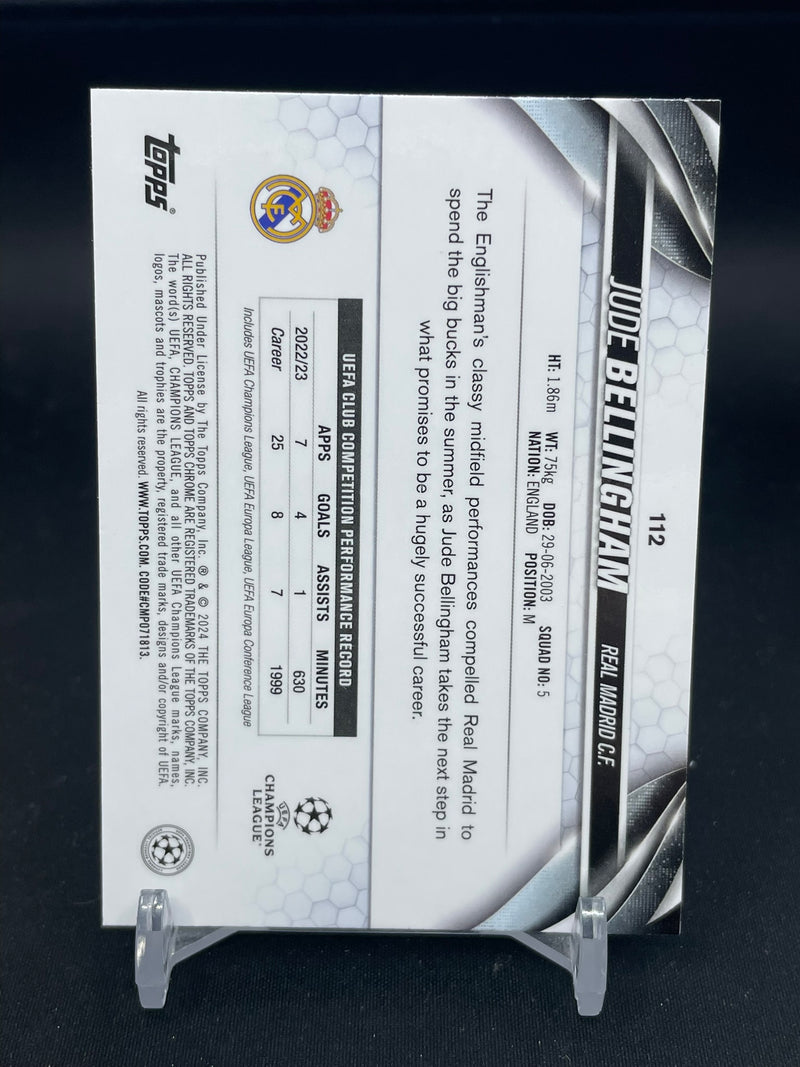 112
JUDE BELLINGHAM REAL MADRID C.F.
HT: 1.86m WT: 75kg DOB: 29-06-2003 SQUAD NO: 5
NATION: ENGLAND POSITION: M
The Englishman's classy midfield performances compelled Real Madrid to
spend the big bucks in the summer, as Jude Bellingham takes the next step in
what promises to be a hugely successful career.
UEFA CLUB COMPETITION PERFORMANCE RECORD
APPS GOALS ASSISTS MINUTES
2022/23 7 4 1 630
Career 25 8 7 1999
Includes UEFA Champions League, UEFA Europa League, UEFA Europa Conference League
UEFA
CHAMPIONS
LEAGUE®
topps®
Published Under License by The Topps Company, Inc. ® & © 2024 THE TOPPS COMPANY, INC.
ALL RIGHTS RESERVED. TOPPS AND TOPPS CHROME ARE REGISTERED TRADEMARKS OF THE TOPPS COMPANY, INC.
The word(s) UEFA, CHAMPIONS LEAGUE, and all other UEFA Champions League marks, names,
logos, mascots and trophies are the property, registered trade marks, designs and/or copyright of UEFA.
All rights reserved. WWW.TOPPS.COM. CODE#CMP071813.